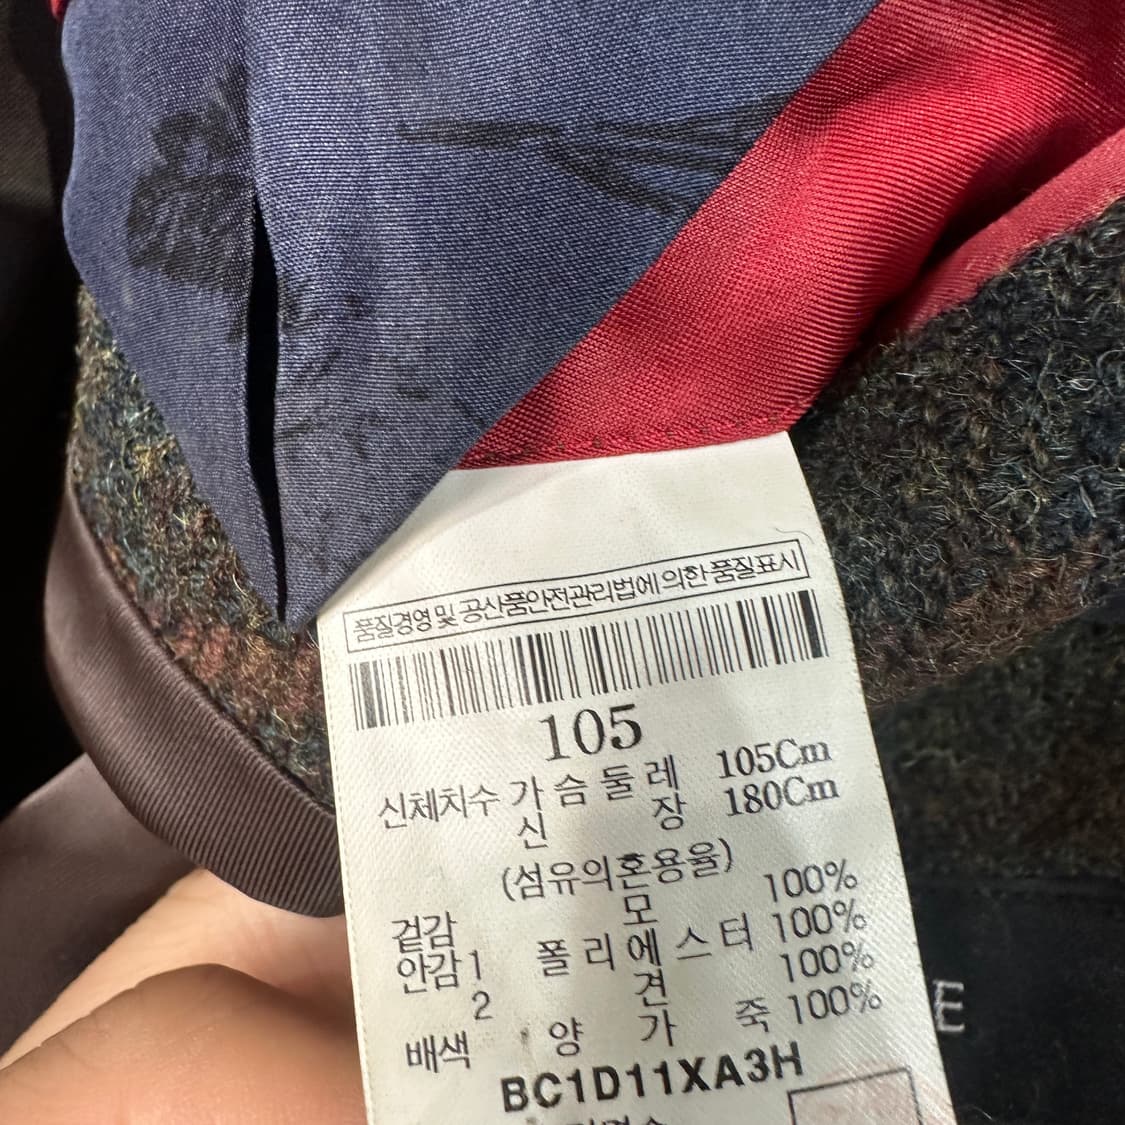 품질경영및 공산품안전관리법에 의한 품질표시
105
신체치수 가슴둘레 105Cm
신장 180Cm
(섬유의혼용율)
겉감 모 100%
안감1 폴리에스터 100%
2 견 100%
배색 양가죽 100%
BC1D11XA3H
E